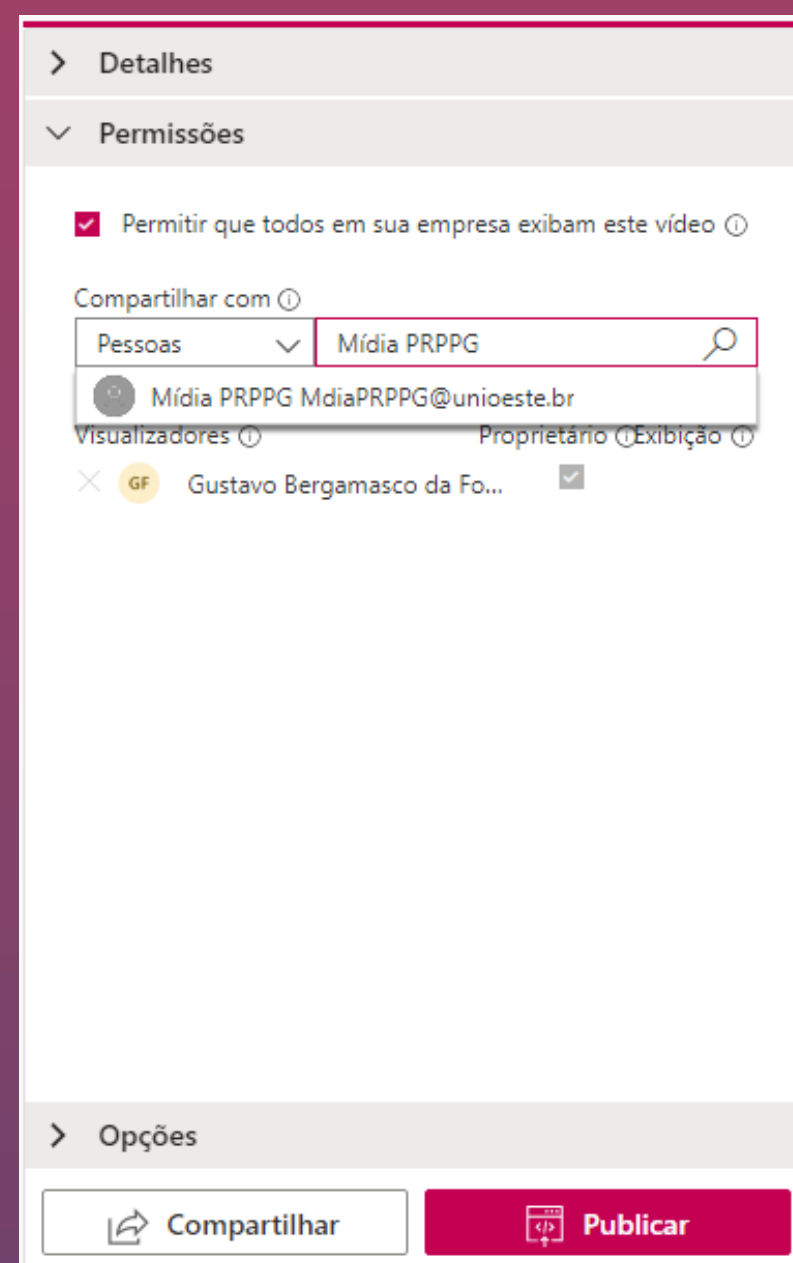 Detalhes
Permissões
Permitir que todos em sua empresa exibam este vídeo
Compartilhar com
Pessoas Mídia PRPPG
Mídia PRPPG MdiaPRPPG@unioeste.br
Visualizadores Proprietário Exibição
GF Gustavo Bergamasco da Fo...
Opções
Compartilhar Publicar